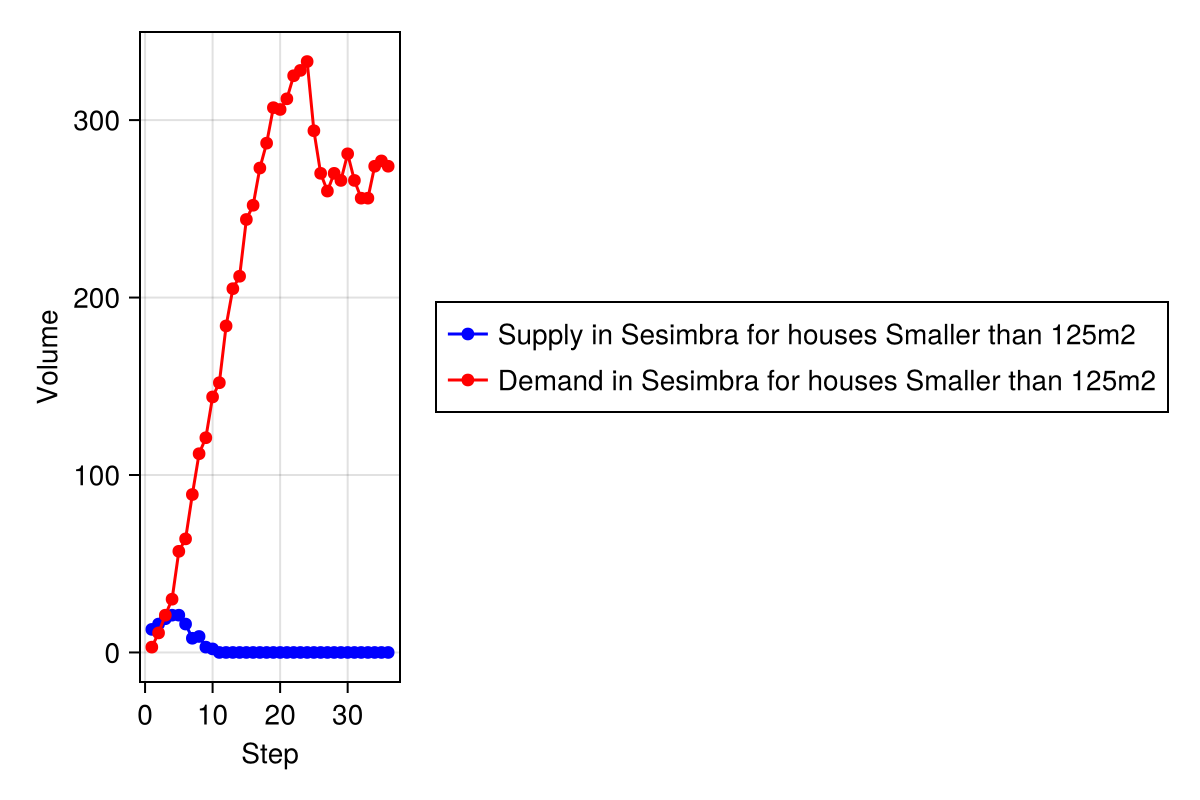 300
200
100
0
Volume
0 10 20 30
Step
Supply in Sesimbra for houses Smaller than 125m2
Demand in Sesimbra for houses Smaller than 125m2